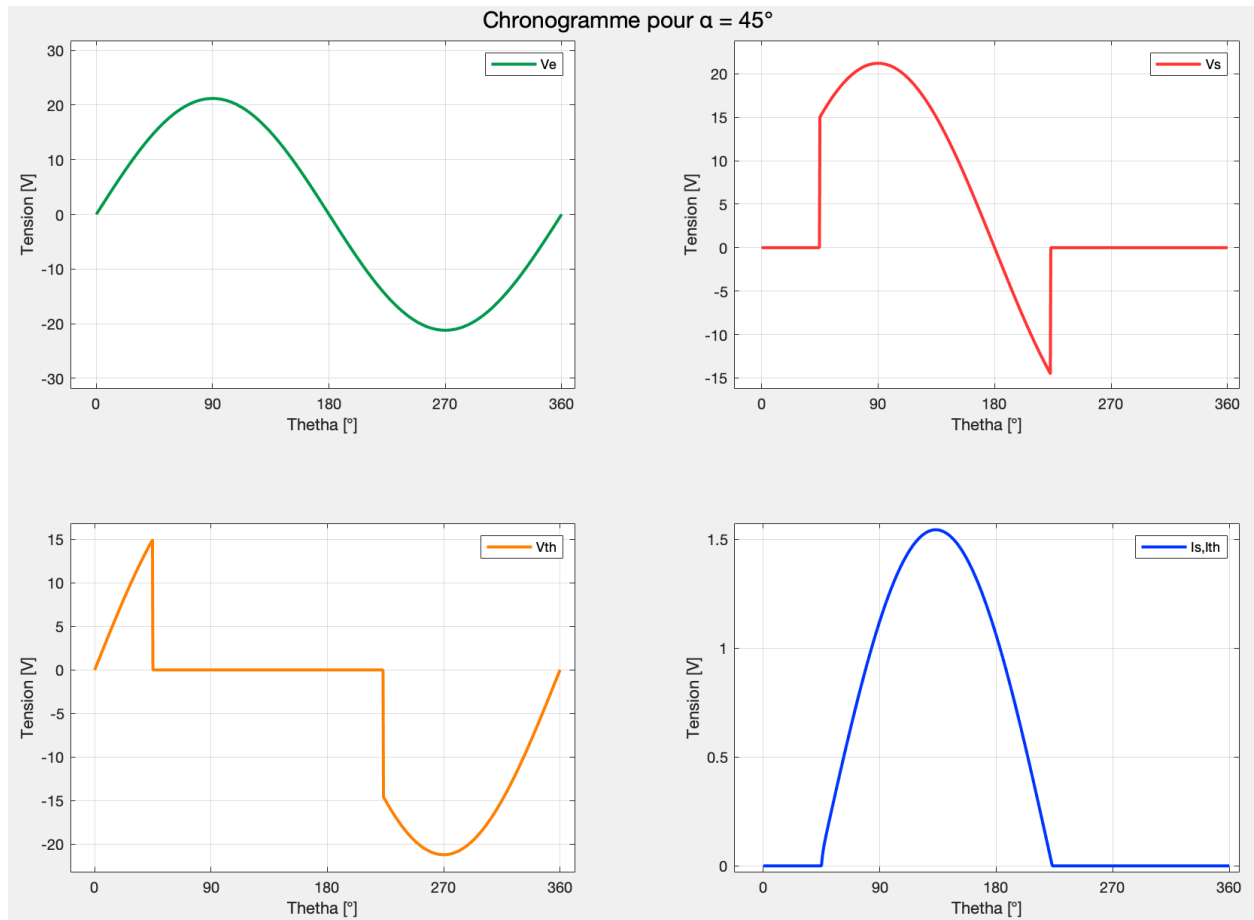 Chronogramme pour α = 45°
30
20
10
0
-10
-20
-30
Tension [V]
Ve
0 90 180 270 360
Thetha [°]
20
15
10
5
0
-5
-10
-15
Tension [V]
Vs
0 90 180 270 360
Thetha [°]
15
10
5
0
-5
-10
-15
-20
Tension [V]
Vth
0 90 180 270 360
Thetha [°]
1.5
1
0.5
0
Tension [V]
Is,Ith
0 90 180 270 360
Thetha [°]